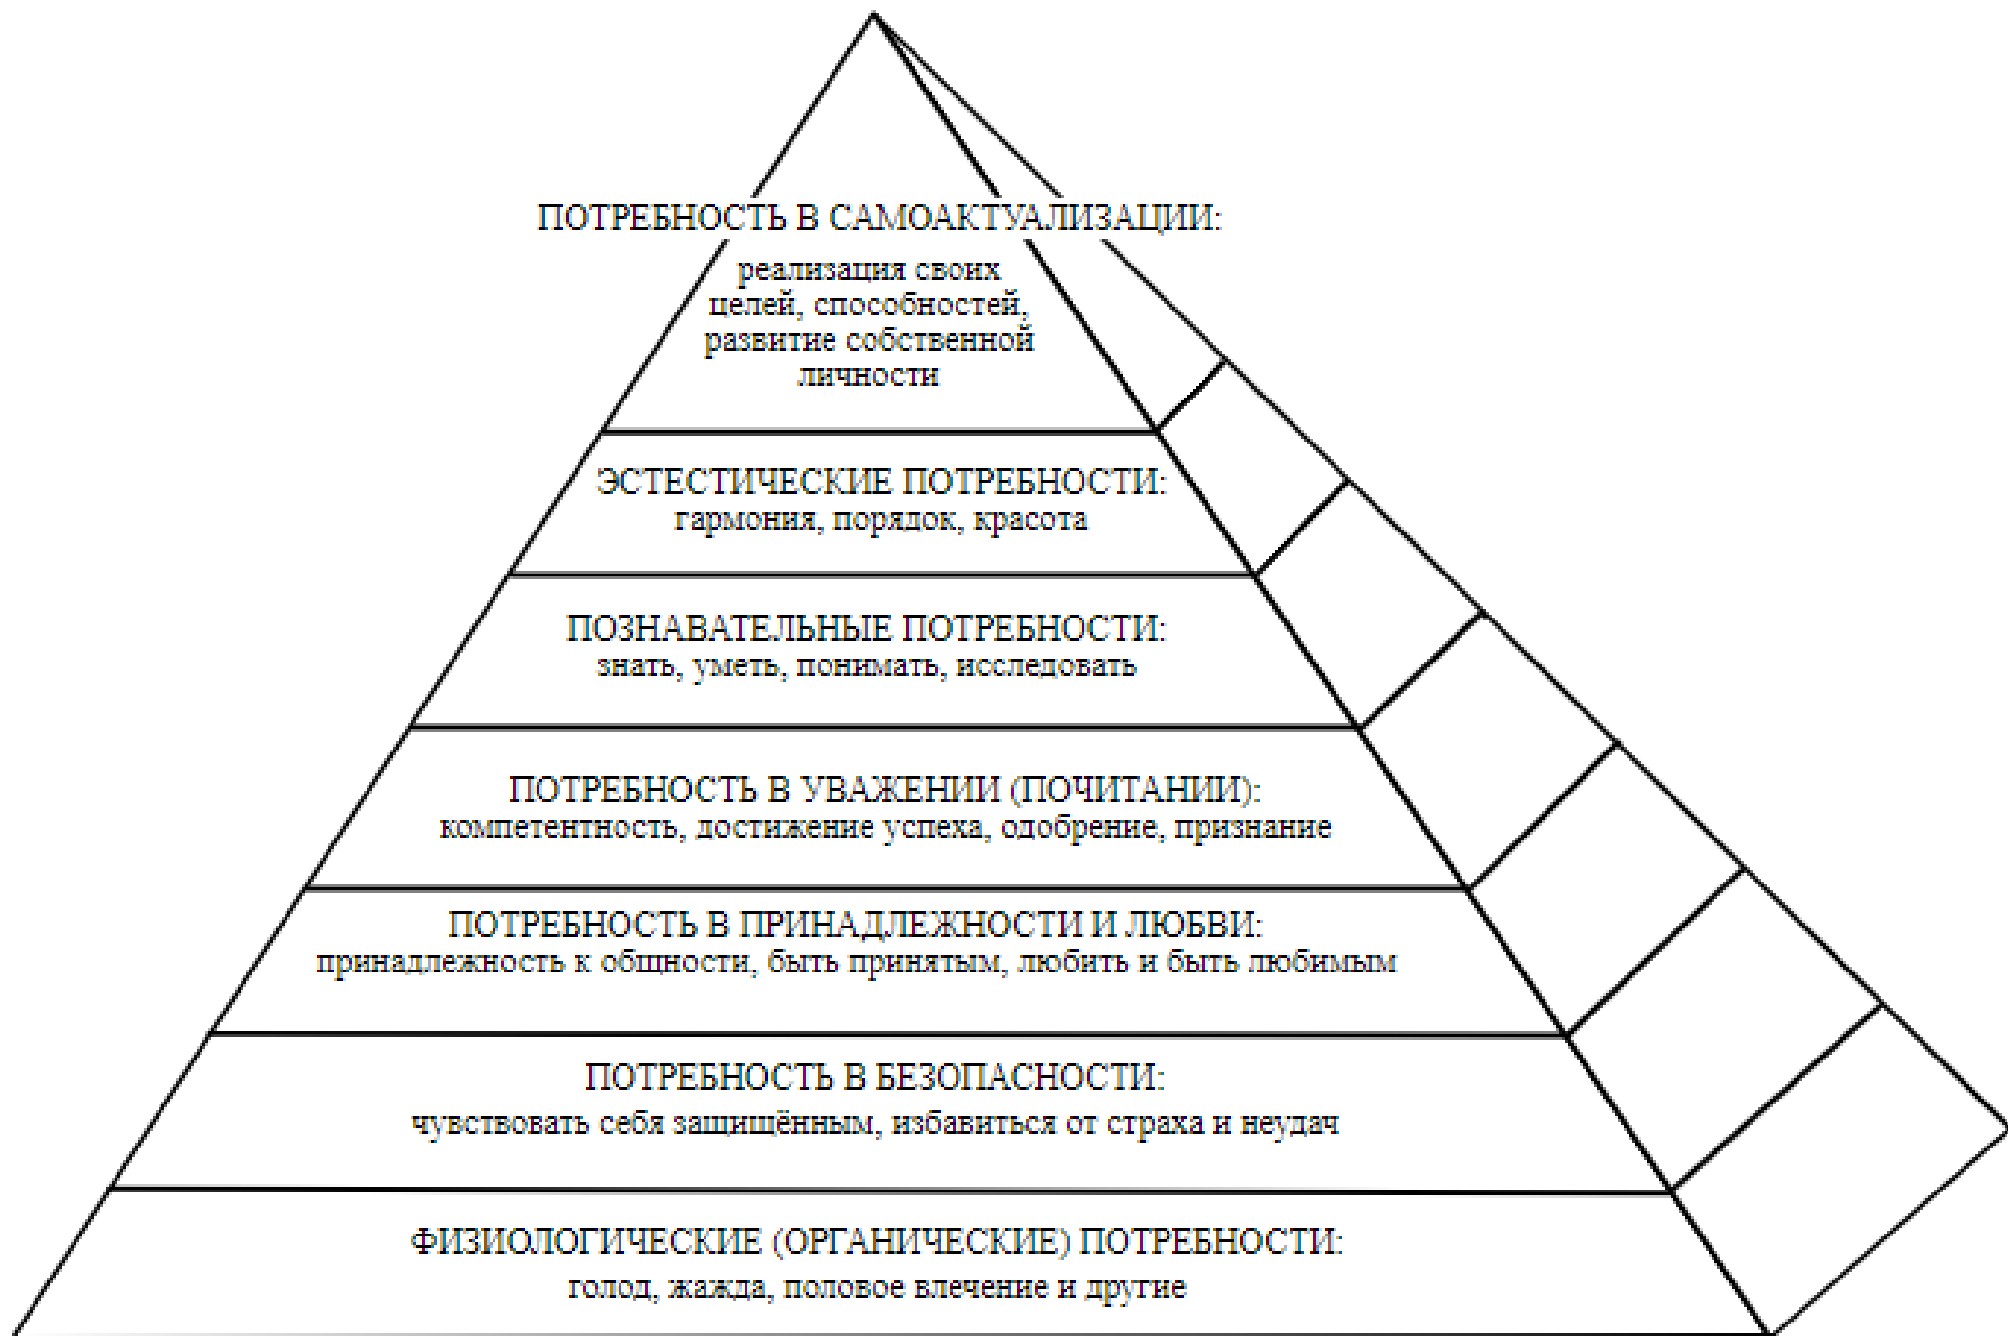 ПОТРЕБНОСТЬ В САМОАКТУАЛИЗАЦИИ:
реализация своих
целей, способностей,
развитие собственной
личности
ЭСТЕСТИЧЕСКИЕ ПОТРЕБНОСТИ:
гармония, порядок, красота
ПОЗНАВАТЕЛЬНЫЕ ПОТРЕБНОСТИ:
знать, уметь, понимать, исследовать
ПОТРЕБНОСТЬ В УВАЖЕНИИ (ПОЧИТАНИИ):
компетентность, достижение успеха, одобрение, признание
ПОТРЕБНОСТЬ В ПРИНАДЛЕЖНОСТИ И ЛЮБВИ:
принадлежность к общности, быть принятым, любить и быть любимым
ПОТРЕБНОСТЬ В БЕЗОПАСНОСТИ:
чувствовать себя защищённым, избавиться от страха и неудач
ФИЗИОЛОГИЧЕСКИЕ (ОРГАНИЧЕСКИЕ) ПОТРЕБНОСТИ:
голод, жажда, половое влечение и другие